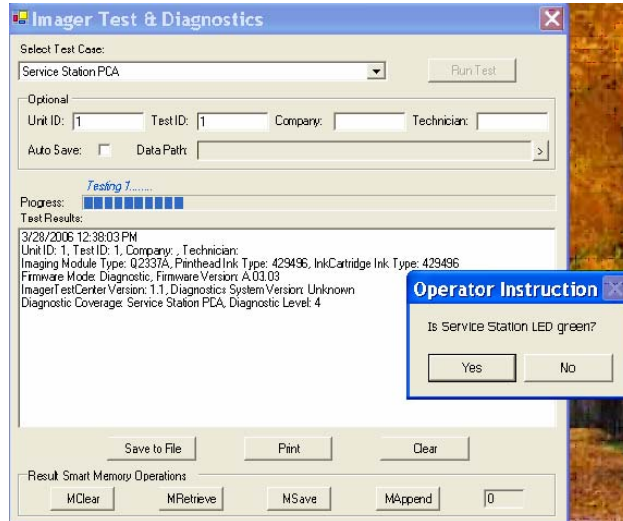 Imager Test & Diagnostics
Select Test Case:
Service Station PCA
Run Test
Optional
Unit ID: 1 Test ID: 1 Company: Technician:
Auto Save: Data Path: >
Testing 1.......
Progress:
Test Results:
3/28/2006 12:38:03 PM
Unit ID: 1, Test ID: 1, Company: , Technician:
Imaging Module Type: Q2337A, Printhead Ink Type: 429496, InkCartridge Ink Type: 429496
Firmware Mode: Diagnostic, Firmware Version: A.03.03
ImagerTestCenter Version: 1.1, Diagnostics System Version: Unknown
Diagnostic Coverage: Service Station PCA, Diagnostic Level: 4
Operator Instruction
Is Service Station LED green?
Yes No
Save to File Print Clear
Result Smart Memory Operations
MClear MRetrieve MSave MAppend 0